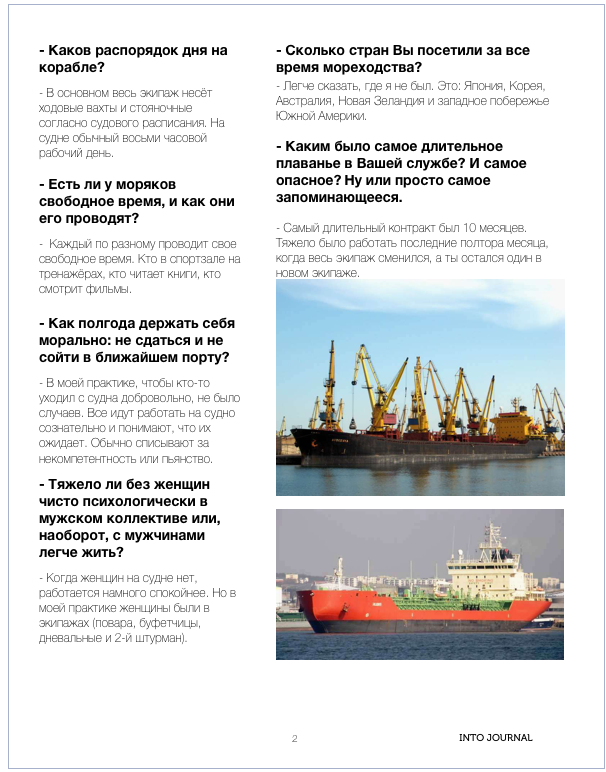 - Каков распорядок дня на
корабле?
- В основном весь экипаж несёт
ходовые вахты и стояночные
согласно судового расписания. На
судне обычный восьми часовой
рабочий день.
- Есть ли у моряков
свободное время, и как они
его проводят?
- Каждый по разному проводит свое
свободное время. Кто в спортзале на
тренажёрах, кто читает книги, кто
смотрит фильмы.
- Как полгода держать себя
морально: не сдаться и не
сойти в ближайшем порту?
- В моей практике, чтобы кто-то
уходил с судна добровольно, не было
случаев. Все идут работать на судно
сознательно и понимают, что их
ожидает. Обычно списывают за
некомпетентность или пьянство.
- Тяжело ли без женщин
чисто психологически в
мужском коллективе или,
наоборот, с мужчинами
легче жить?
- Когда женщин на судне нет,
работается намного спокойнее. Но в
моей практике женщины были в
экипажах (повара, буфетчицы,
дневальные и 2-й штурман).
- Сколько стран Вы посетили за все
время мореходства?
- Легче сказать, где я не был. Это: Япония, Корея,
Австралия, Новая Зеландия и западное побережье
Южной Америки.
- Каким было самое длительное
плаванье в Вашей службе? И самое
опасное? Ну или просто самое
запоминающееся.
- Самый длительный контракт был 10 месяцев.
Тяжело было работать последние полтора месяца,
когда весь экипаж сменился, а ты остался один в
новом экипаже.
2
INTO JOURNAL